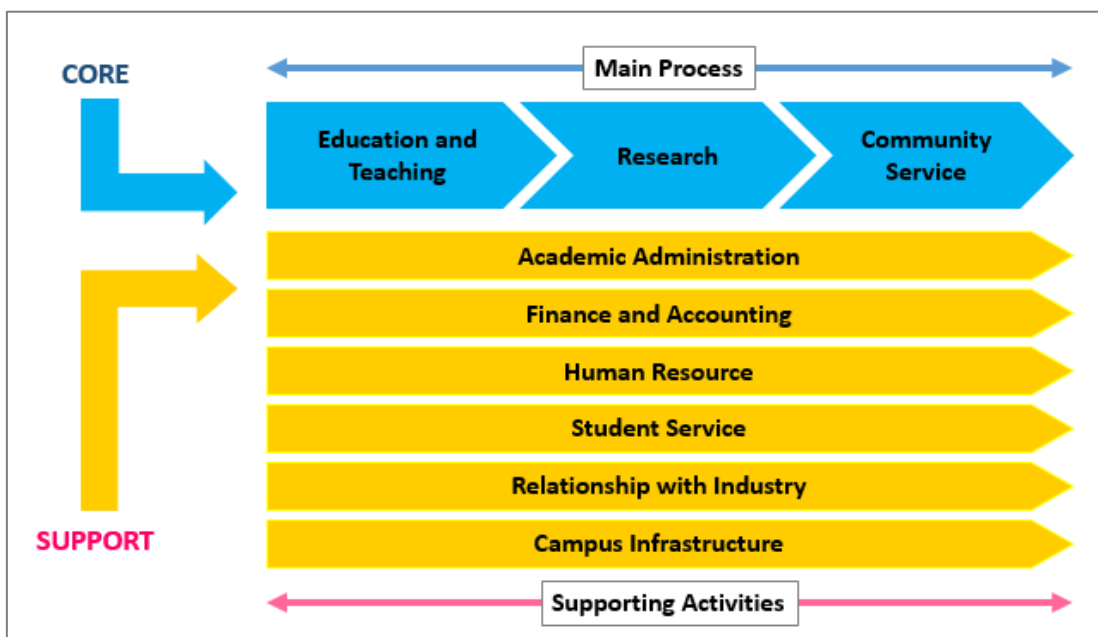 CORE
Main Process
Education and
Teaching
Research
Community
Service
Academic Administration
Finance and Accounting
Human Resource
Student Service
Relationship with Industry
Campus Infrastructure
SUPPORT
Supporting Activities